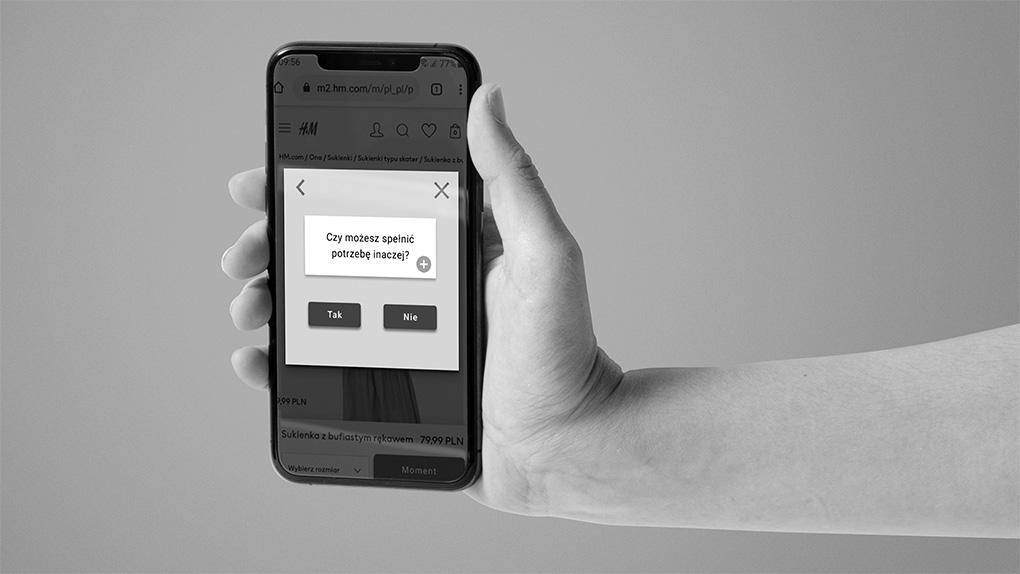 09:56 77%
m2.hm.com/m/pl_pl/p 1
H&M 0
HM.com / Ona / Sukienki / Sukienki typu skater / Sukienka z bu
Czy możesz spełnić
potrzebę inaczej?
+
Tak Nie
9,99 PLN
Sukienka z bufiastym rękawem 79,99 PLN
Wybierz rozmiar Moment